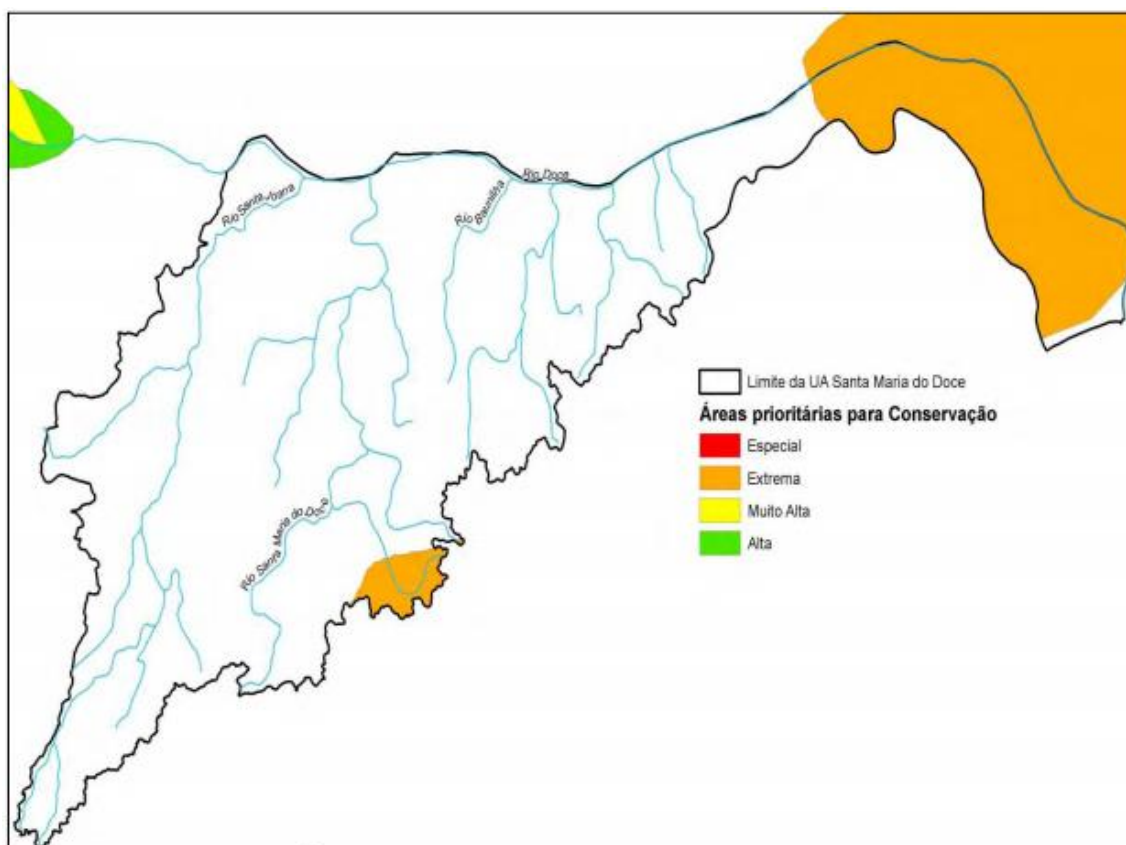 Rio Doce
Rio Santa
Rio
Rio Santa Maria do Doce
Limite da UA Santa Maria do Doce
Áreas prioritárias para Conservação
Especial
Extrema
Muito Alta
Alta